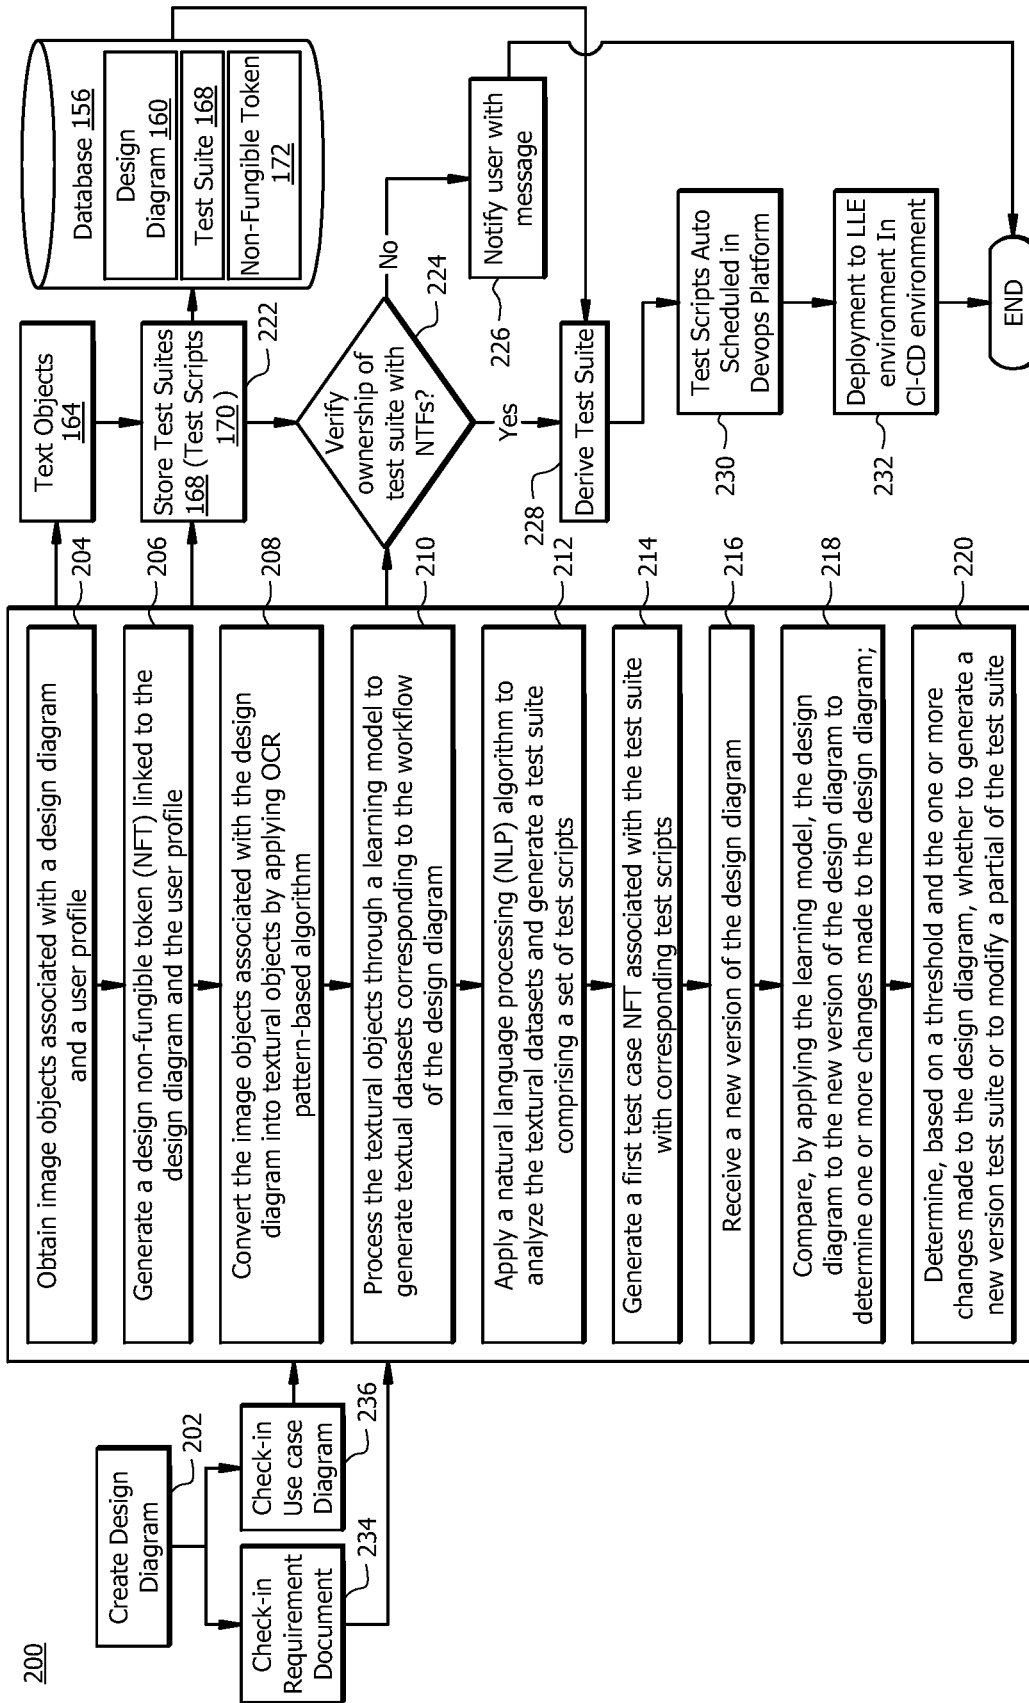 200
Create Design
Diagram
202
Check-in
Requirement
Document
234
Check-in
Use case
Diagram
236
Obtain image objects associated with a design diagram
and a user profile
204
Generate a design non-fungible token (NFT) linked to the
design diagram and the user profile
206
Convert the image objects associated with the design
diagram into textural objects by applying OCR
pattern-based algorithm
208
Process the textural objects through a learning model to
generate textual datasets corresponding to the workflow
of the design diagram
210
Apply a natural language processing (NLP) algorithm to
analyze the textural datasets and generate a test suite
comprising a set of test scripts
212
Generate a first test case NFT associated with the test suite
with corresponding test scripts
214
Receive a new version of the design diagram
216
Compare, by applying the learning model, the design
diagram to the new version of the design diagram to
determine one or more changes made to the design diagram;
218
Determine, based on a threshold and the one or more
changes made to the design diagram, whether to generate a
new version test suite or to modify a partial of the test suite
220
Text Objects
164
Store Test Suites
168 (Test Scripts
170 )
222
Database 156
Design
Diagram 160
Test Suite 168
Non-Fungible Token
172
Verify
ownership of
test suite with
NTFs?
224
No
Yes
Notify user with
message
226
Derive Test Suite
228
Test Scripts Auto
Scheduled in
Devops Platform
230
Deployment to LLE
environment In
CI-CD environment
232
END